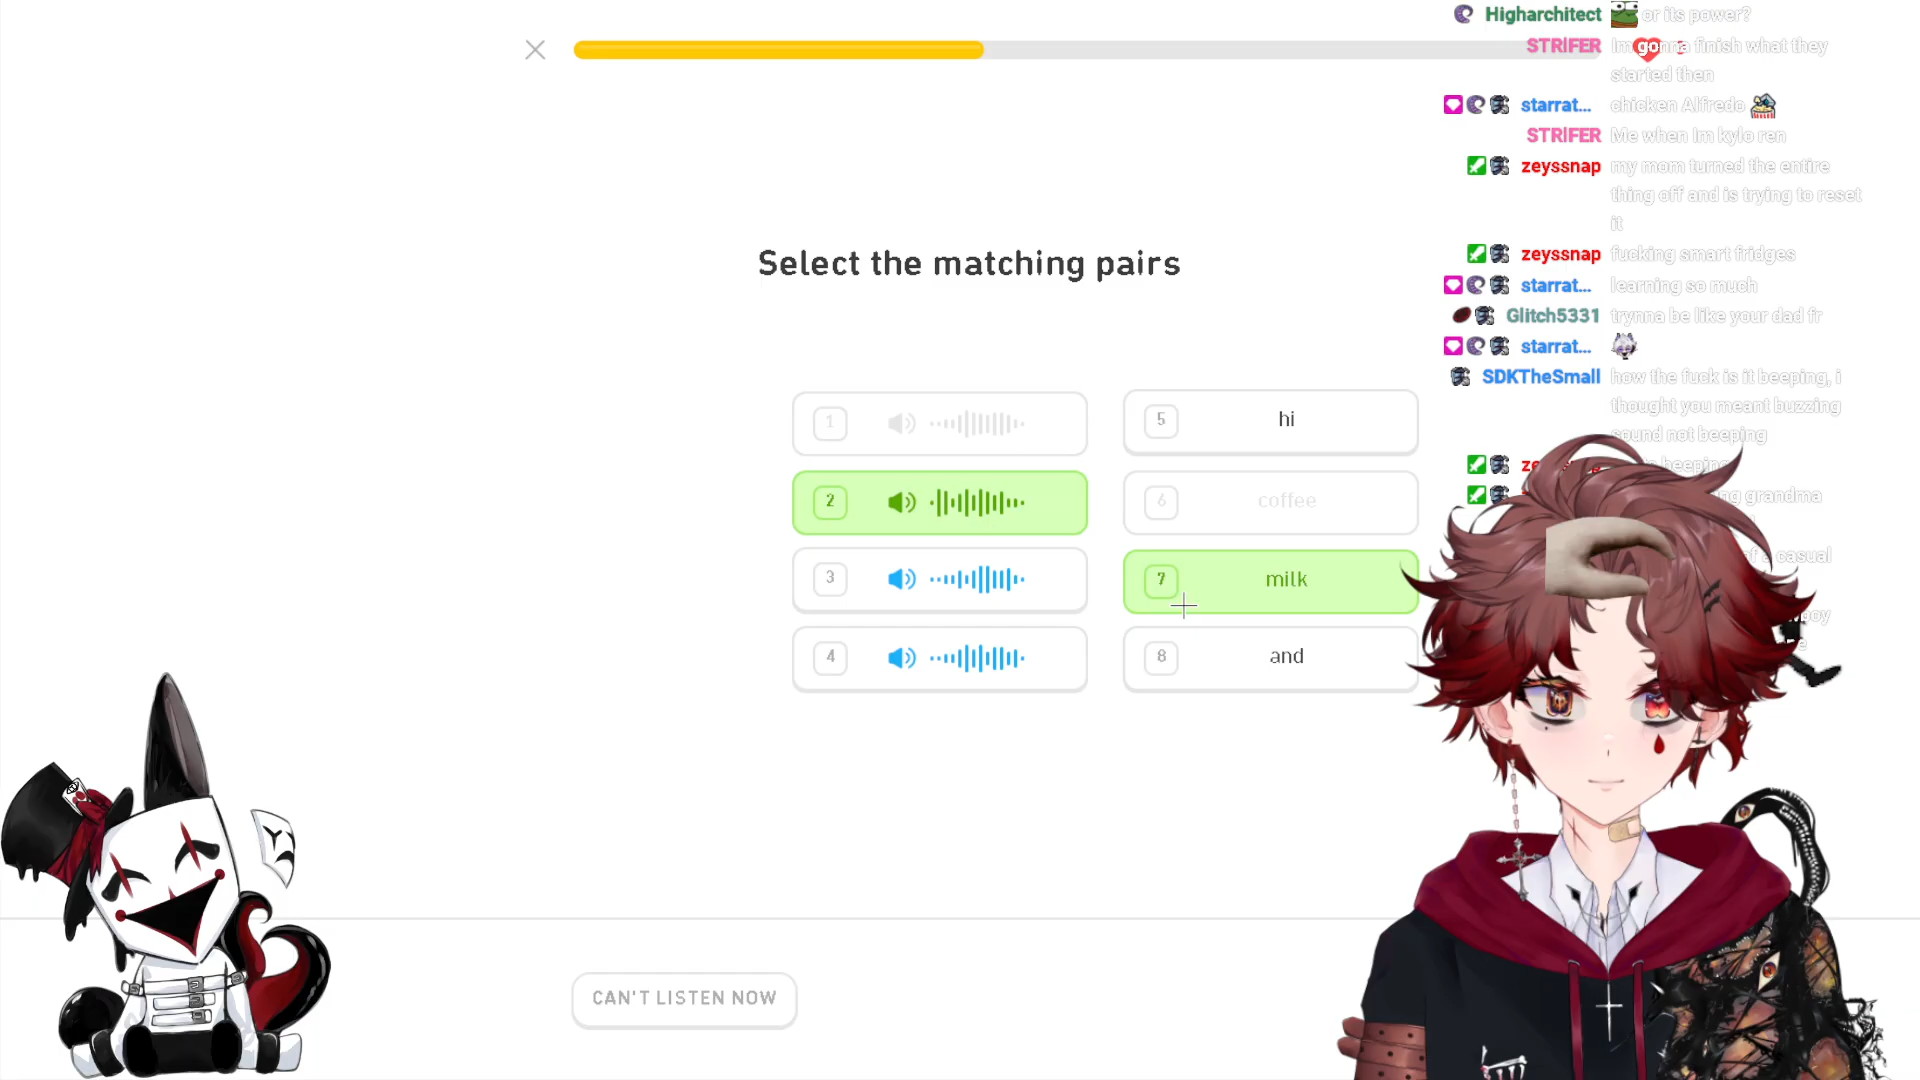 Select the matching pairs
1
2
3
4
5 hi
6 coffee
7 milk
8 and
CAN'T LISTEN NOW
Higharchitect or its power?
STRIFER Im gonna finish what they
started then
starrat... chicken Alfredo
STRIFER Me when Im kylo ren
zeyssnap my mom turned the entire
thing off and is trying to reset
it
zeyssnap fucking smart fridges
starrat... learning so much
Glitch5331 trynna be like your dad fr
starrat...
SDKTheSmall how the fuck is it beeping, i
thought you meant buzzing
sound not beeping
beeping
grandma
a casual